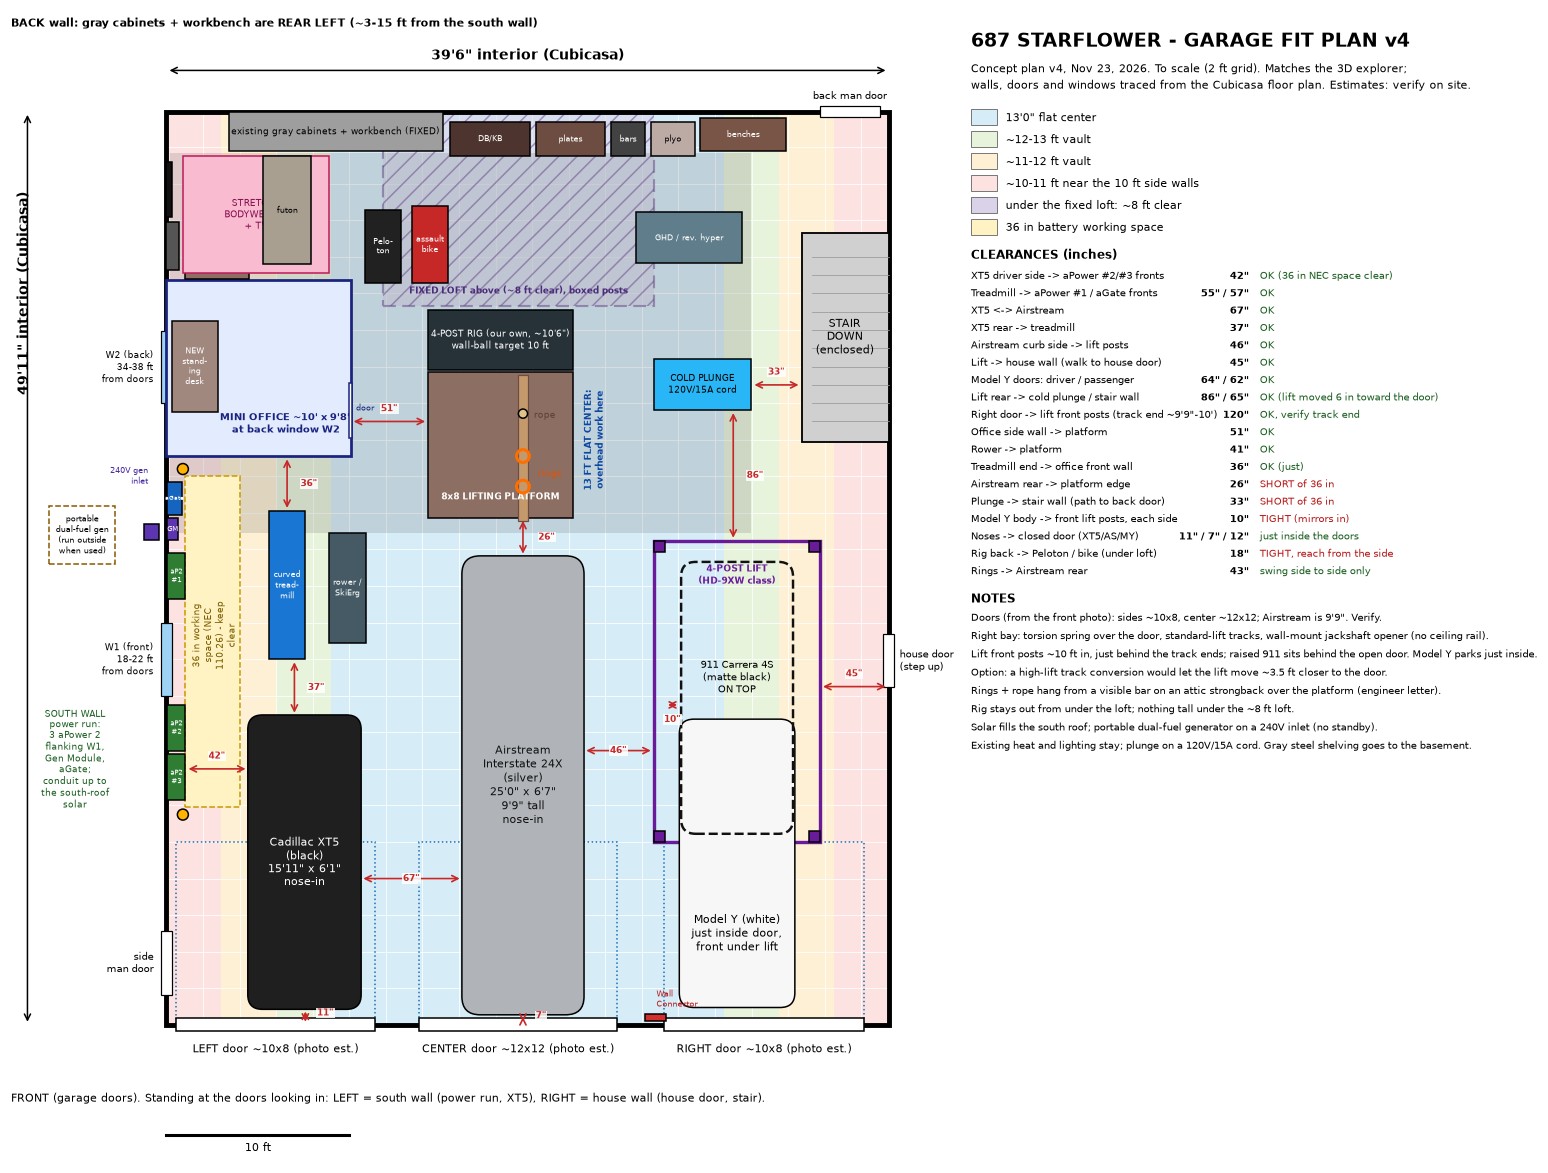 BACK wall: gray cabinets + workbench are REAR LEFT (~3-15 ft from the south wall)
39'6" interior (Cubicasa)
49'11" interior (Cubicasa)
back man door
existing gray cabinets + workbench (FIXED)
DB/KB
plates
bars
plyo
benches
futon
Pelo-
ton
assault
bike
GHD / rev. hyper
FIXED LOFT above (~8 ft clear), boxed posts
4-POST RIG (our own, ~10'6")
wall-ball target 10 ft
STAIR
DOWN
(enclosed)
W2 (back)
34-38 ft
from doors
NEW
stand-
ing
desk
MINI OFFICE ~10' x 9'8"
at back window W2
door
51"
rope
8x8 LIFTING PLATFORM
13 FT FLAT CENTER:
overhead work here
COLD PLUNGE
120V/15A cord
33"
86"
240V gen
inlet
aGate
GM
portable
dual-fuel gen
(run outside
when used)
36"
26"
aP2
#1
36 in working
space (NEC
110.26) - keep
clear
curved
tread-
mill
rower /
SkiErg
4-POST LIFT
(HD-9XW class)
911 Carrera 4S
(matte black)
ON TOP
W1 (front)
18-22 ft
from doors
house door
(step up)
45"
37"
10"
SOUTH WALL
power run:
3 aPower 2
flanking W1,
Gen Module,
aGate;
conduit up to
the south-roof
solar
aP2
#2
aP2
#3
42"
46"
Airstream
Interstate 24X
(silver)
25'0" x 6'7"
9'9" tall
nose-in
Cadillac XT5
(black)
15'11" x 6'1"
nose-in
67"
Model Y (white)
just inside door,
front under lift
side
man door
Wall
Connector
11"
7"
LEFT door ~10x8 (photo est.)
CENTER door ~12x12 (photo est.)
RIGHT door ~10x8 (photo est.)
FRONT (garage doors). Standing at the doors looking in: LEFT = south wall (power run, XT5), RIGHT = house wall (house door, stair).
10 ft
687 STARFLOWER - GARAGE FIT PLAN v4
Concept plan v4, Nov 23, 2026. To scale (2 ft grid). Matches the 3D explorer;
walls, doors and windows traced from the Cubicasa floor plan. Estimates: verify on site.
13'0" flat center
~12-13 ft vault
~11-12 ft vault
~10-11 ft near the 10 ft side walls
under the fixed loft: ~8 ft clear
36 in battery working space
CLEARANCES (inches)
XT5 driver side -> aPower #2/#3 fronts 42" OK (36 in NEC space clear)
Treadmill -> aPower #1 / aGate fronts 55" / 57" OK
XT5 <-> Airstream 67" OK
XT5 rear -> treadmill 37" OK
Airstream curb side -> lift posts 46" OK
Lift -> house wall (walk to house door) 45" OK
Model Y doors: driver / passenger 64" / 62" OK
Lift rear -> cold plunge / stair wall 86" / 65" OK (lift moved 6 in toward the door)
Right door -> lift front posts (track end ~9'9"-10') 120" OK, verify track end
Office side wall -> platform 51" OK
Rower -> platform 41" OK
Treadmill end -> office front wall 36" OK (just)
Airstream rear -> platform edge 26" SHORT of 36 in
Plunge -> stair wall (path to back door) 33" SHORT of 36 in
Model Y body -> front lift posts, each side 10" TIGHT (mirrors in)
Noses -> closed door (XT5/AS/MY) 11" / 7" / 12" just inside the doors
Rig back -> Peloton / bike (under loft) 18" TIGHT, reach from the side
Rings -> Airstream rear 43" swing side to side only
NOTES
Doors (from the front photo): sides ~10x8, center ~12x12; Airstream is 9'9". Verify.
Right bay: torsion spring over the door, standard-lift tracks, wall-mount jackshaft opener (no ceiling rail).
Lift front posts ~10 ft in, just behind the track ends; raised 911 sits behind the open door. Model Y parks just inside.
Option: a high-lift track conversion would let the lift move ~3.5 ft closer to the door.
Rings + rope hang from a visible bar on an attic strongback over the platform (engineer letter).
Rig stays out from under the loft; nothing tall under the ~8 ft loft.
Solar fills the south roof; portable dual-fuel generator on a 240V inlet (no standby).
Existing heat and lighting stay; plunge on a 120V/15A cord. Gray steel shelving goes to the basement.